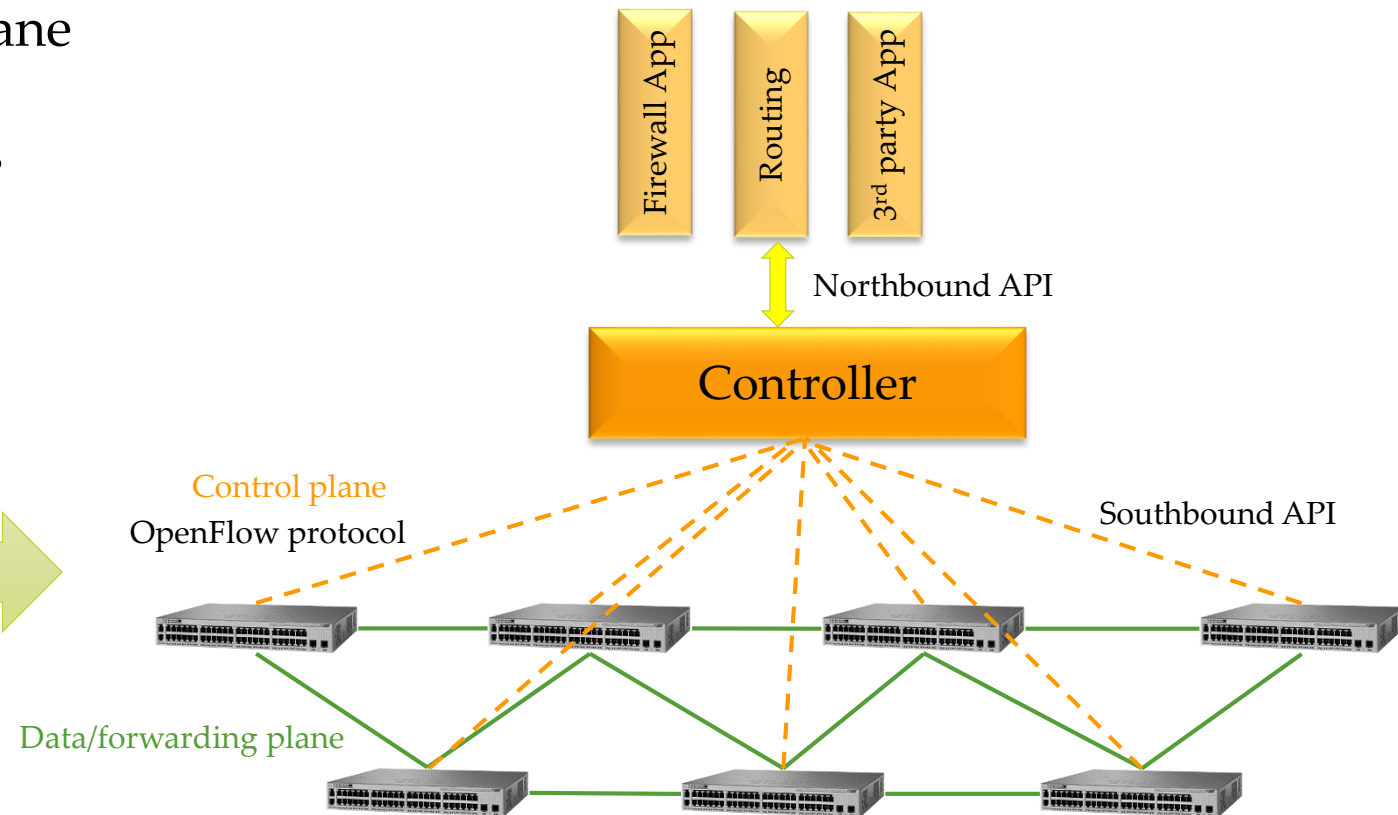 ane
Firewall App
Routing
3rd party App
Northbound API
Controller
Control plane
OpenFlow protocol
Southbound API
Data/forwarding plane